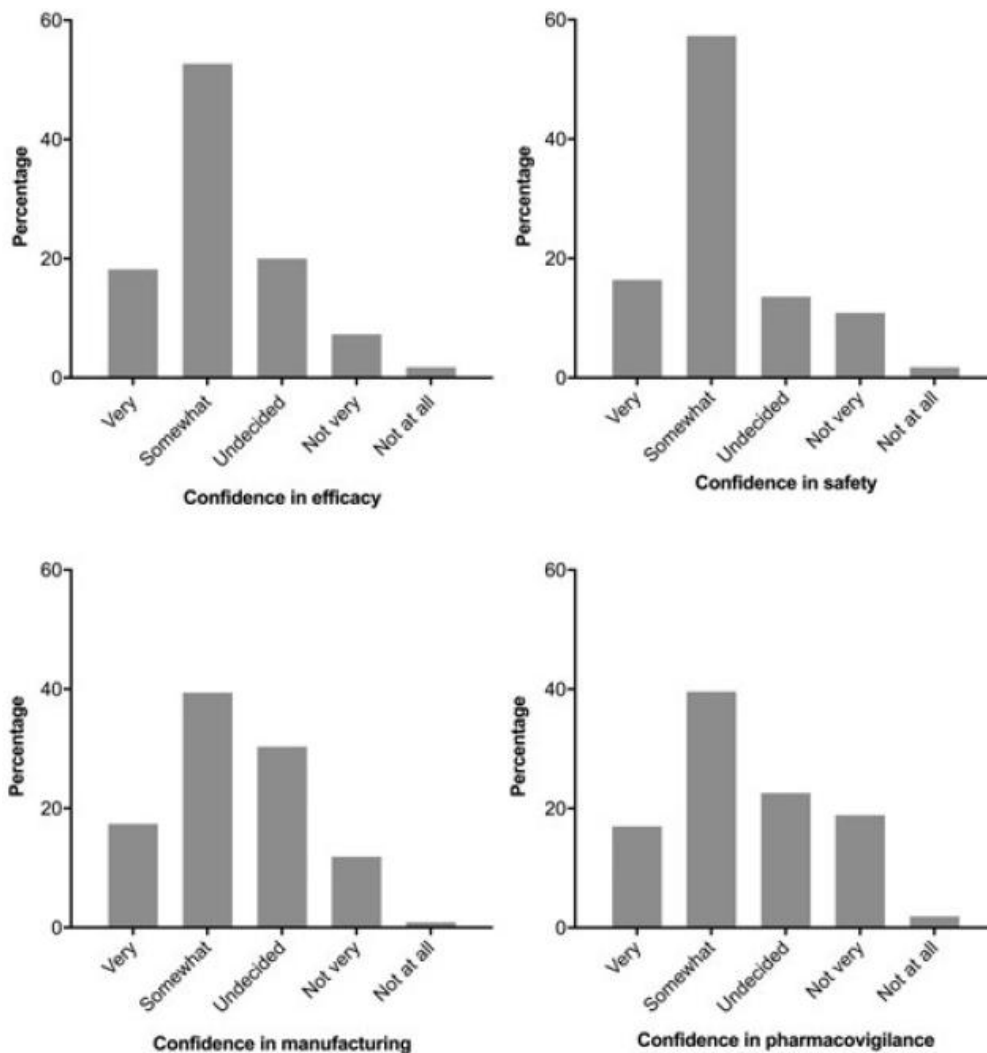 60
40
20
0
Percentage
Very
Somewhat
Undecided
Not very
Not at all
Confidence in efficacy
60
40
20
0
Percentage
Very
Somewhat
Undecided
Not very
Not at all
Confidence in safety
60
40
20
0
Percentage
Very
Somewhat
Undecided
Not very
Not at all
Confidence in manufacturing
60
40
20
0
Percentage
Very
Somewhat
Undecided
Not very
Not at all
Confidence in pharmacovigilance